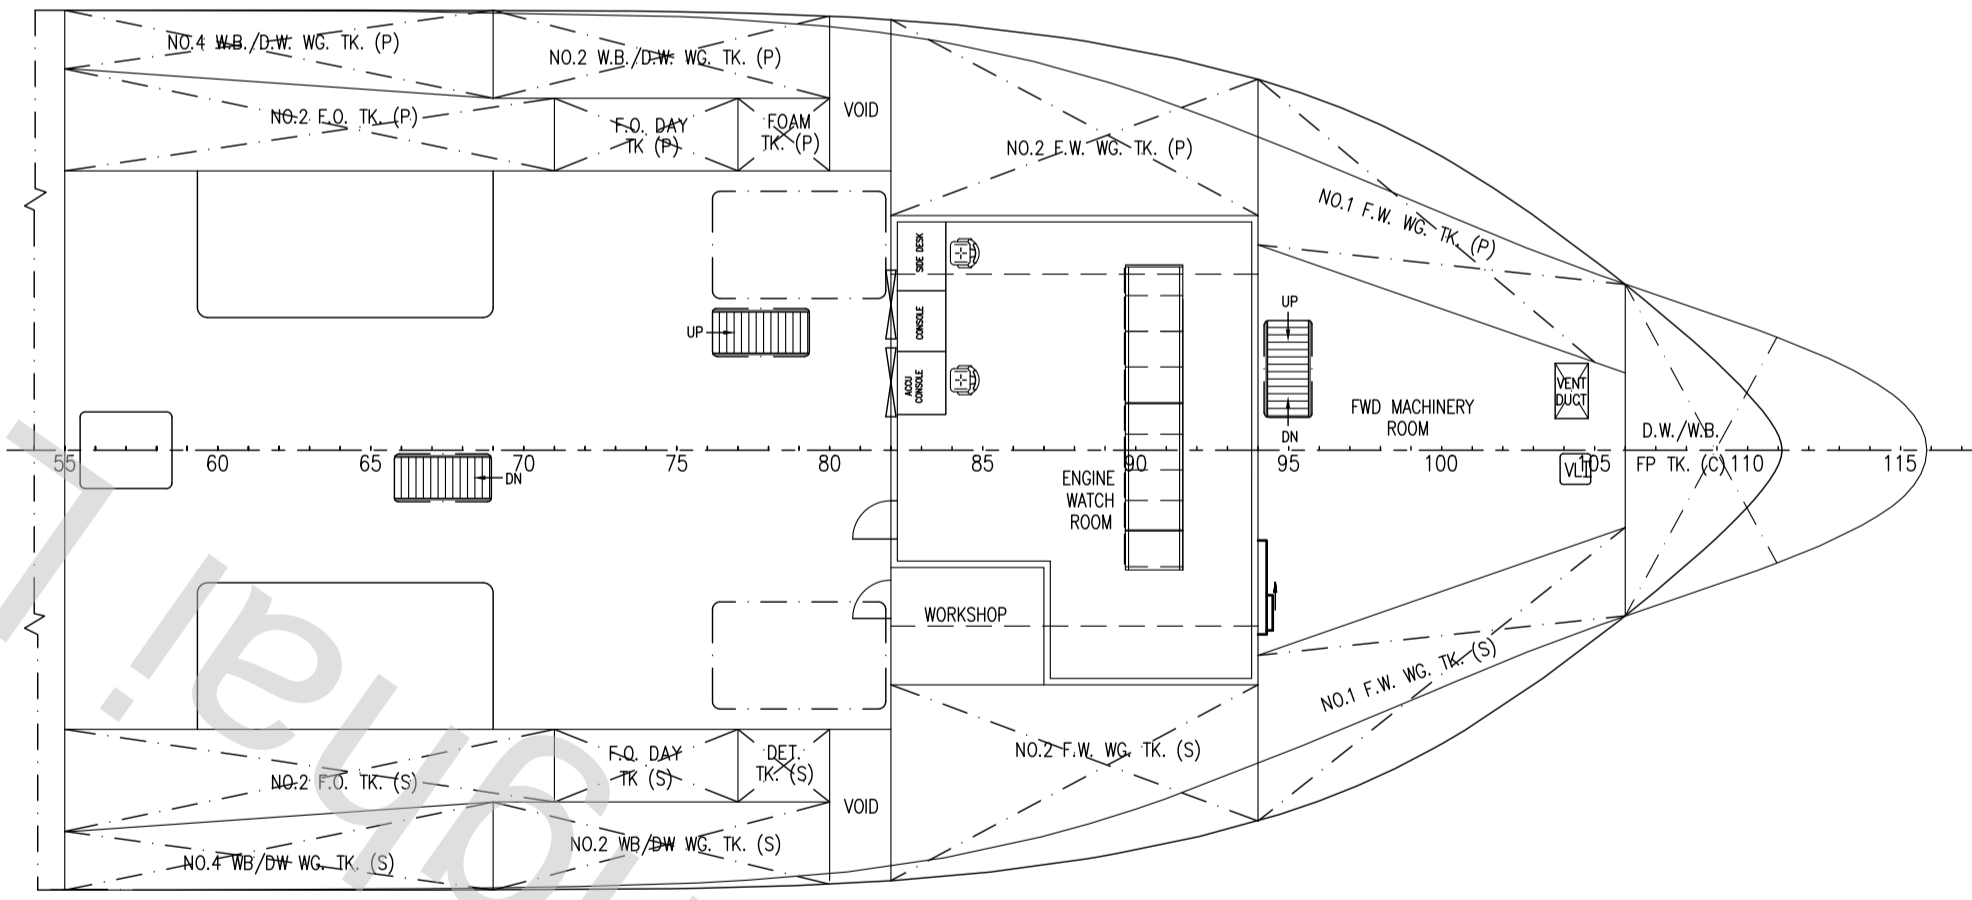 NO.4 W.B./D.W. WG. TK. (P)
NO.2 W.B./D.W. WG. TK. (P)
NO.2 F.O. TK. (P)
F.O. DAY
TK (P)
FOAM
TK. (P)
VOID
NO.2 F.W. WG. TK. (P)
NO.1 F.W. WG. TK. (P)
SIDE DESK
CONSOLE
ACCU
CONSOLE
UP
UP
DN
VENT
DUCT
FWD MACHINERY
ROOM
D.W./W.B.
FP TK. (C)
55 60 65 70 75 80 85 90 95 100 105 110 115
VLT
DN
ENGINE
WATCH
ROOM
WORKSHOP
NO.1 F.W. WG. TK. (S)
NO.2 F.W. WG. TK. (S)
F.O. DAY
TK (S)
DET.
TK. (S)
NO.2 F.O. TK. (S)
VOID
NO.2 WB/DW WG. TK. (S)
NO.4 WB/DW WG. TK. (S)